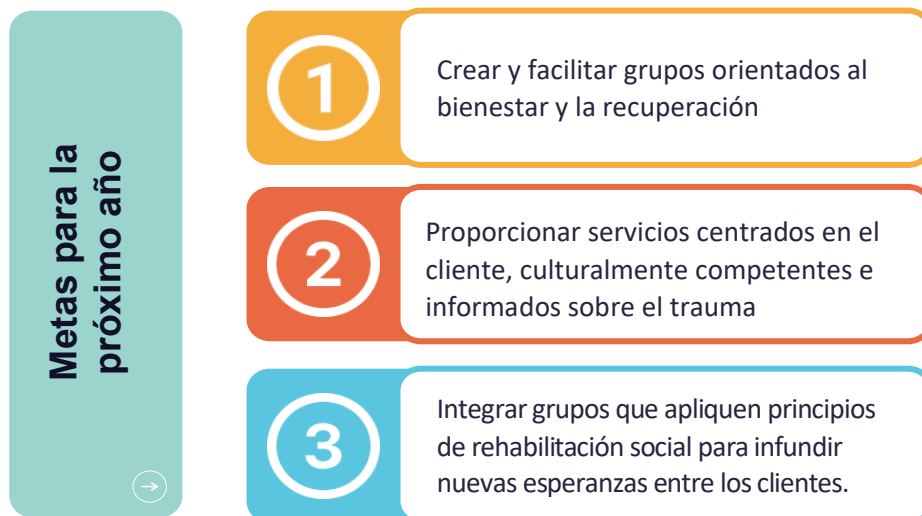 Metas para la
próximo año
1
Crear y facilitar grupos orientados al
bienestar y la recuperación
2
Proporcionar servicios centrados en el
cliente, culturalmente competentes e
informados sobre el trauma
3
Integrar grupos que apliquen principios
de rehabilitación social para infundir
nuevas esperanzas entre los clientes.